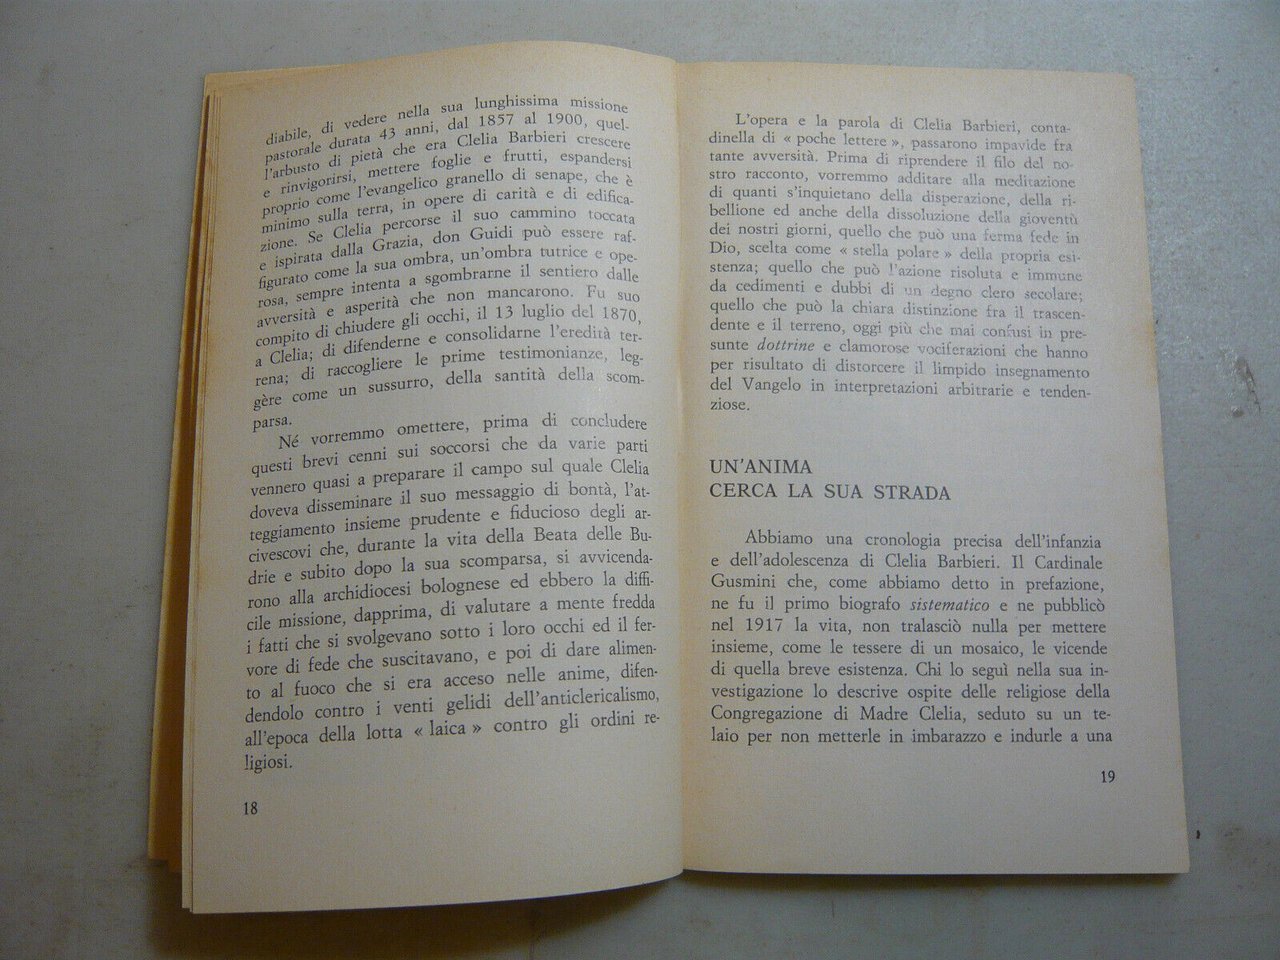 diabile, di vedere nella sua lunghissima missione
pastorale durata 43 anni, dal 1857 al 1900, quel-
l'arbusto di pietà che era Clelia Barbieri crescere
e rinvigorirsi, mettere foglie e frutti, espandersi
proprio come l'evangelico granello di senape, che è
minimo sulla terra, in opere di carità e di edifica-
zione. Se Clelia percorse il suo cammino toccata
e ispirata dalla Grazia, don Guidi può essere raf-
figurato come la sua ombra, un'ombra tutrice e ope-
rosa, sempre intenta a sgombrarne il sentiero dalle
avversità e asperità che non mancarono. Fu suo
compito di chiudere gli occhi, il 13 luglio del 1870,
a Clelia; di difenderne e consolidarne l'eredità ter-
rena; di raccogliere le prime testimonianze, leg-
gère come un sussurro, della santità della scom-
parsa.
Né vorremmo omettere, prima di concludere
questi brevi cenni sui soccorsi che da varie parti
vennero quasi a preparare il campo sul quale Clelia
doveva disseminare il suo messaggio di bontà, l'at-
teggiamento insieme prudente e fiducioso degli ar-
civescovi che, durante la vita della Beata delle Bu-
drie e subito dopo la sua scomparsa, si avvicenda-
rono alla archidiocesi bolognese ed ebbero la diffi-
cile missione, dapprima, di valutare a mente fredda
i fatti che si svolgevano sotto i loro occhi ed il fer-
vore di fede che suscitavano, e poi di dare alimen-
to al fuoco che si era acceso nelle anime, difen-
dendolo contro i venti gelidi dell'anticlericalismo,
all'epoca della lotta « laica » contro gli ordini re-
ligiosi.
18
L'opera e la parola di Clelia Barbieri, conta-
dinella di « poche lettere », passarono impavide fra
tante avversità. Prima di riprendere il filo del no-
stro racconto, vorremmo additare alla meditazione
di quanti s'inquietano della disperazione, della ri-
bellione ed anche della dissoluzione della gioventù
dei nostri giorni, quello che può una ferma fede in
Dio, scelta come « stella polare » della propria esi-
stenza; quello che può l'azione risoluta e immune
da cedimenti e dubbi di un degno clero secolare;
quello che può la chiara distinzione fra il trascen-
dente e il terreno, oggi più che mai confusi in pre-
sunte dottrine e clamorose vociferazioni che hanno
per risultato di distorcere il limpido insegnamento
del Vangelo in interpretazioni arbitrarie e tenden-
ziose.
UN'ANIMA
CERCA LA SUA STRADA
Abbiamo una cronologia precisa dell'infanzia
e dell'adolescenza di Clelia Barbieri. Il Cardinale
Gusmini che, come abbiamo detto in prefazione,
ne fu il primo biografo sistematico e ne pubblicò
nel 1917 la vita, non tralasciò nulla per mettere
insieme, come le tessere di un mosaico, le vicende
di quella breve esistenza. Chi lo seguì nella sua in-
vestigazione lo descrive ospite delle religiose della
Congregazione di Madre Clelia, seduto su un te-
laio per non metterle in imbarazzo e indurle a una
19